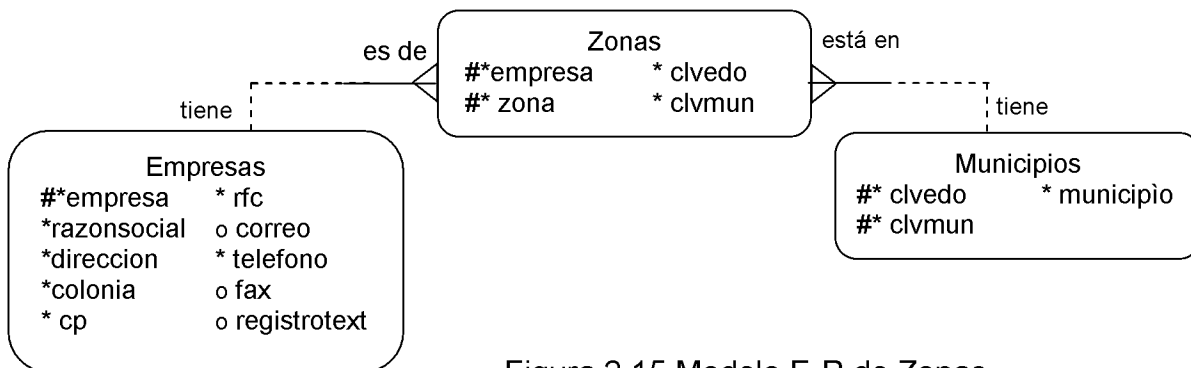 Zonas
#*empresa * clvedo
#* zona * clvmun
es de
está en
tiene
tiene
Empresas
#*empresa * rfc
*razonsocial o correo
*direccion * telefono
*colonia o fax
* cp o registrotext
Municipios
#* clvedo * municipìo
#* clvmun
Figura 2.15 Modelo E-R de Zonas